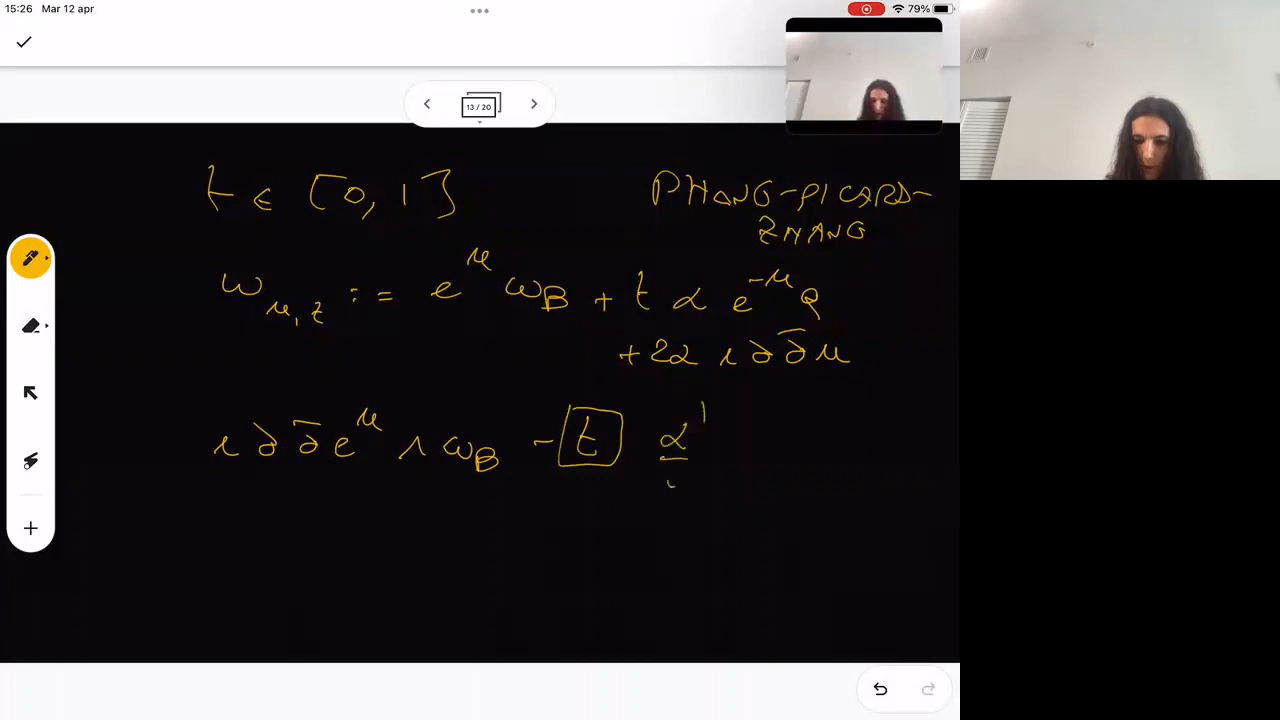 15:26 Mar 12 apr
79%
13 / 20
t ∈ [0, 1]
PHONG-PICARD-
ZHANG
ω_{u,t} := e^u ω_B + t α e^{-u} ρ
+ 2α i ∂ ∂̄ u
i ∂ ∂̄ e^u ∧ ω_B - t α'